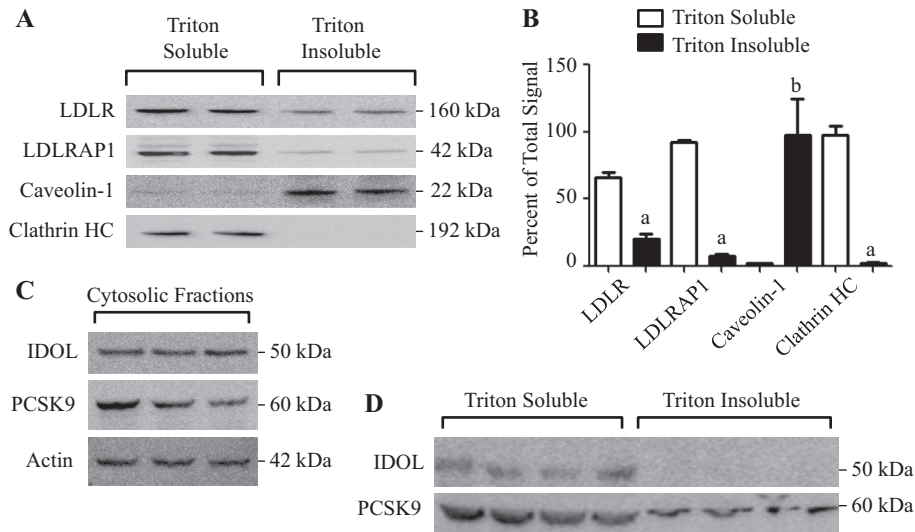 A
Triton Soluble
Triton Insoluble
LDLR
160 kDa
LDLRAP1
42 kDa
Caveolin-1
22 kDa
Clathrin HC
192 kDa
B
Triton Soluble
Triton Insoluble
Percent of Total Signal
150
100
50
0
a
a
b
a
LDLR
LDLRAP1
Caveolin-1
Clathrin HC
C
Cytosolic Fractions
IDOL
50 kDa
PCSK9
60 kDa
Actin
42 kDa
D
Triton Soluble
Triton Insoluble
IDOL
50 kDa
PCSK9
60 kDa